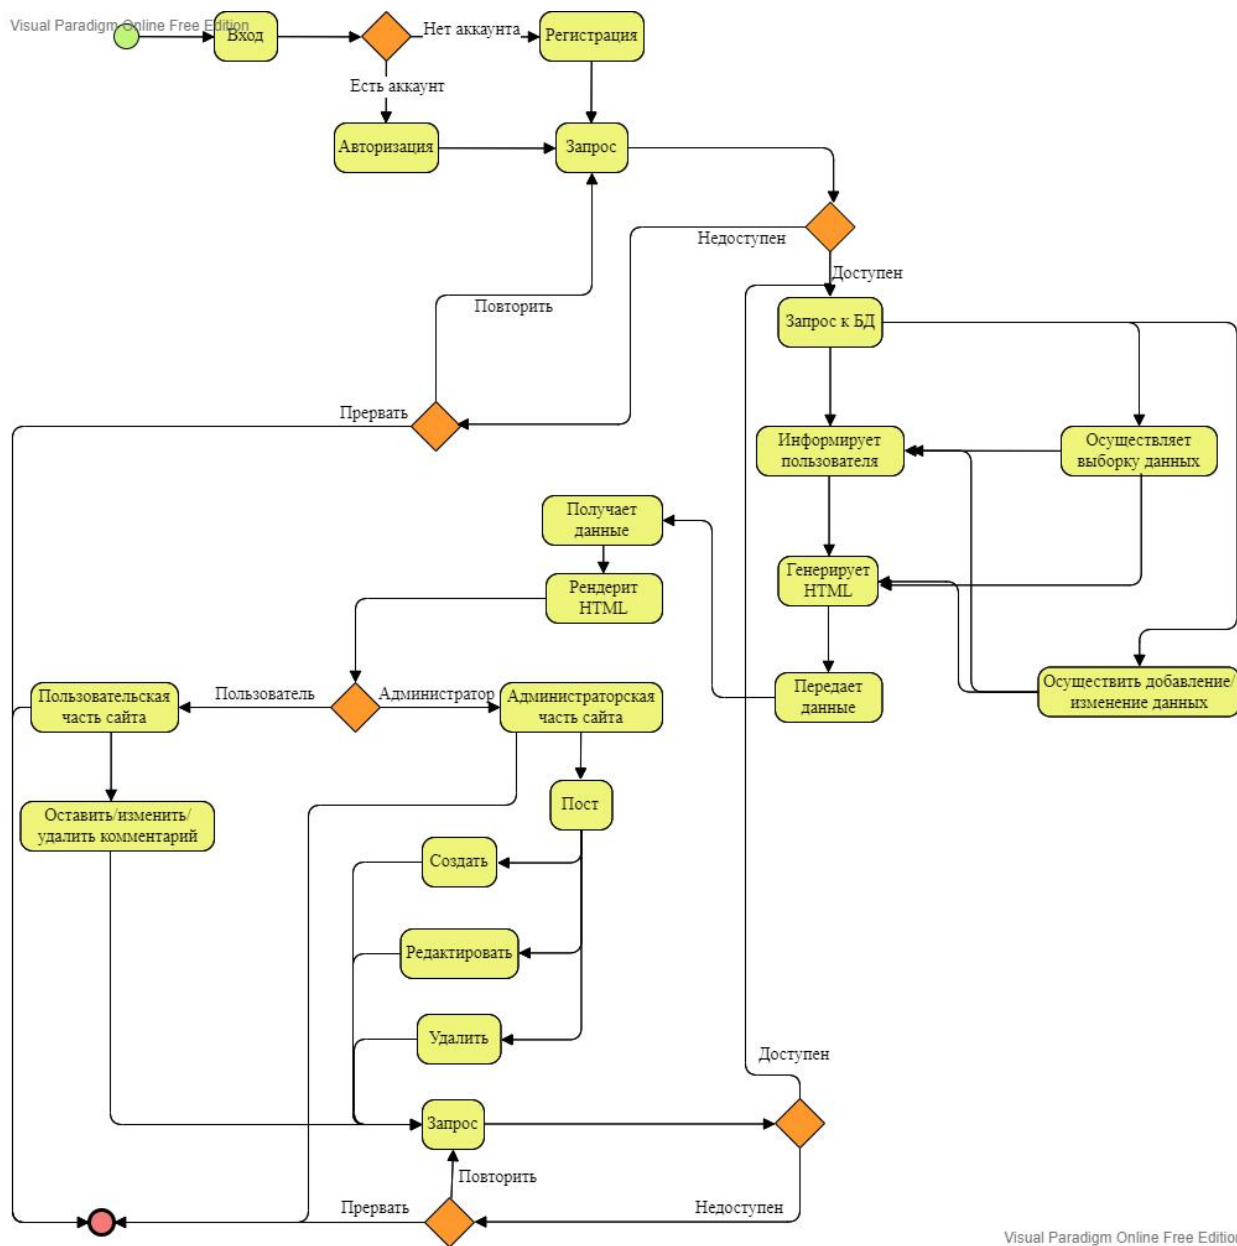 Visual Paradigm Online Free Edition
Вход
Нет аккаунта
Регистрация
Есть аккаунт
Авторизация
Запрос
Недоступен
Доступен
Повторить
Запрос к БД
Прервать
Информирует
пользователя
Осуществляет
выборку данных
Получает
данные
Генерирует
HTML
Рендерит
HTML
Пользовательская
часть сайта
Пользователь
Администратор
Администраторская
часть сайта
Передает
данные
Осуществить добавление/
изменение данных
Пост
Оставить/изменить/
удалить комментарий
Создать
Редактировать
Удалить
Доступен
Запрос
Повторить
Прервать
Недоступен
Visual Paradigm Online Free Edition